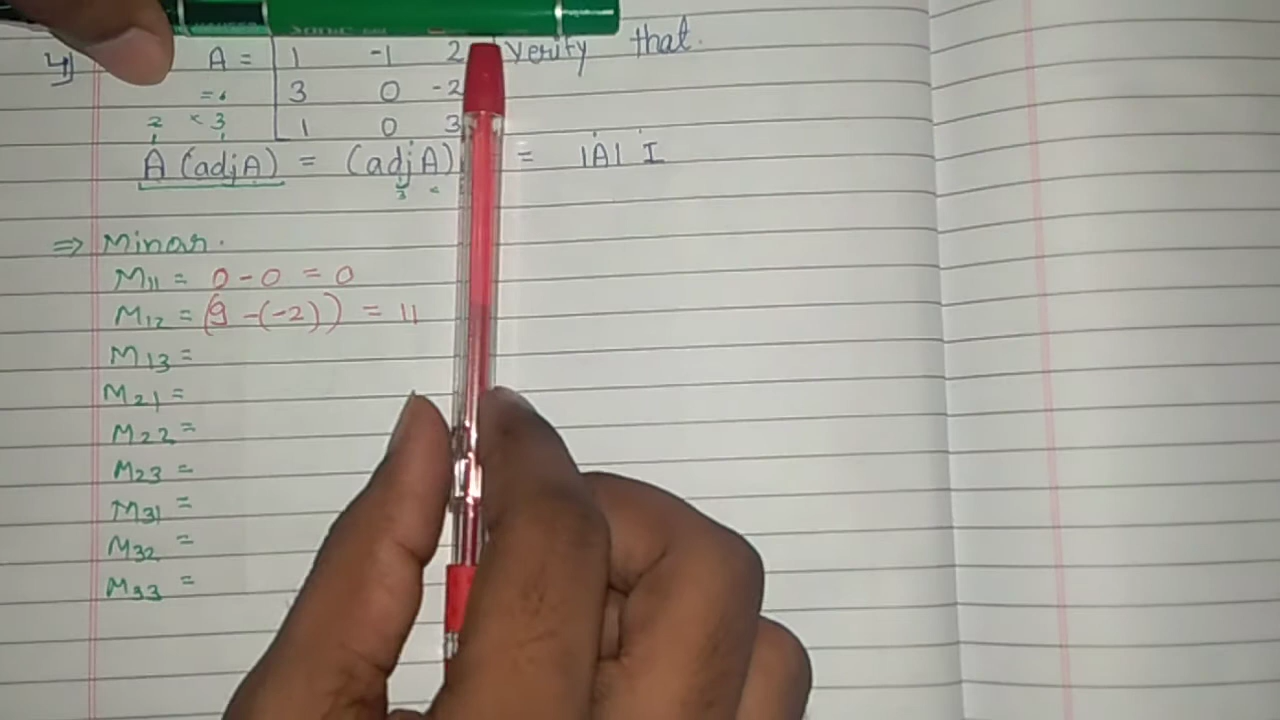 4) A = 1 -1 2 verify that.
3 0 -2
1 0 3
A (adjA) = (adjA) = |A| I
⇒ Minar.
M11 = 0 - 0 = 0
M12 = (9 -(-2)) = 11
M13 =
M21 =
M22 =
M23 =
M31 =
M32 =
M33 =